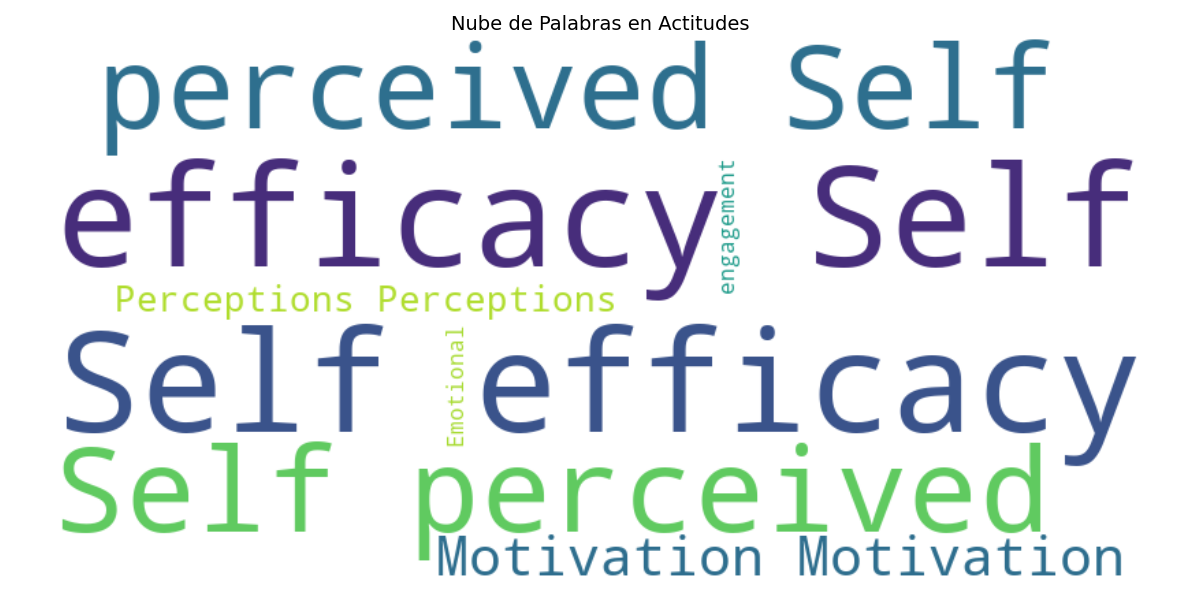 Nube de Palabras en Actitudes
perceived Self
efficacy Self
engagement
Perceptions Perceptions
Self efficacy
Emotional
Self perceived
Motivation Motivation